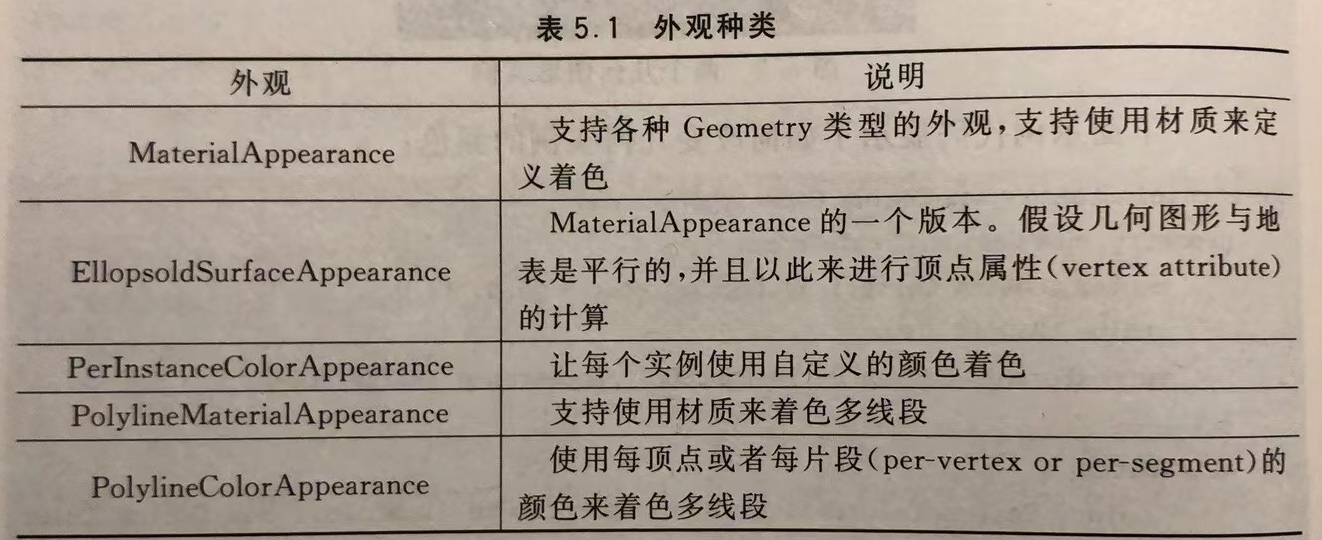 表5.1 外观种类
外观
说明
MaterialAppearance
支持各种 Geometry 类型的外观,支持使用材质来定
义着色
EllopsoldSurfaceAppearance
MaterialAppearance 的一个版本。假设几何图形与地
表是平行的,并且以此来进行顶点属性(vertex attribute)
的计算
PerInstanceColorAppearance
让每个实例使用自定义的颜色着色
PolylineMaterialAppearance
支持使用材质来着色多线段
PolylineColorAppearance
使用每顶点或者每片段(per-vertex or per-segment)的
颜色来着色多线段